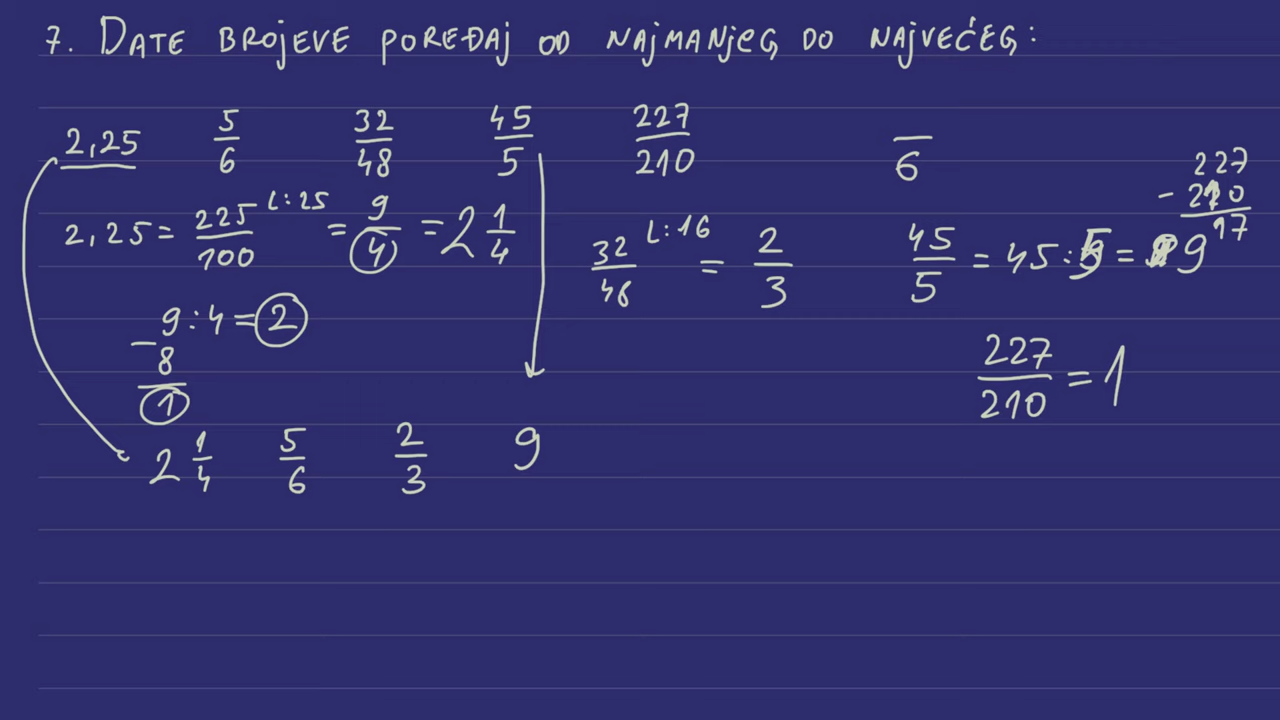 7. DATE BROJEVE POREĐAJ OD NAJMANJEG DO NAJVEĆEG:
2,25 5/6 32/48 45/5 227/210 /6
227 - 210 = 17
2,25 = 225/100 L:25 = 9/4 = 2 1/4
32/48 L:16 = 2/3
45/5 = 45:5 = 9
9:4=2
-8
1
227/210 = 1
2 1/4 5/6 2/3 9